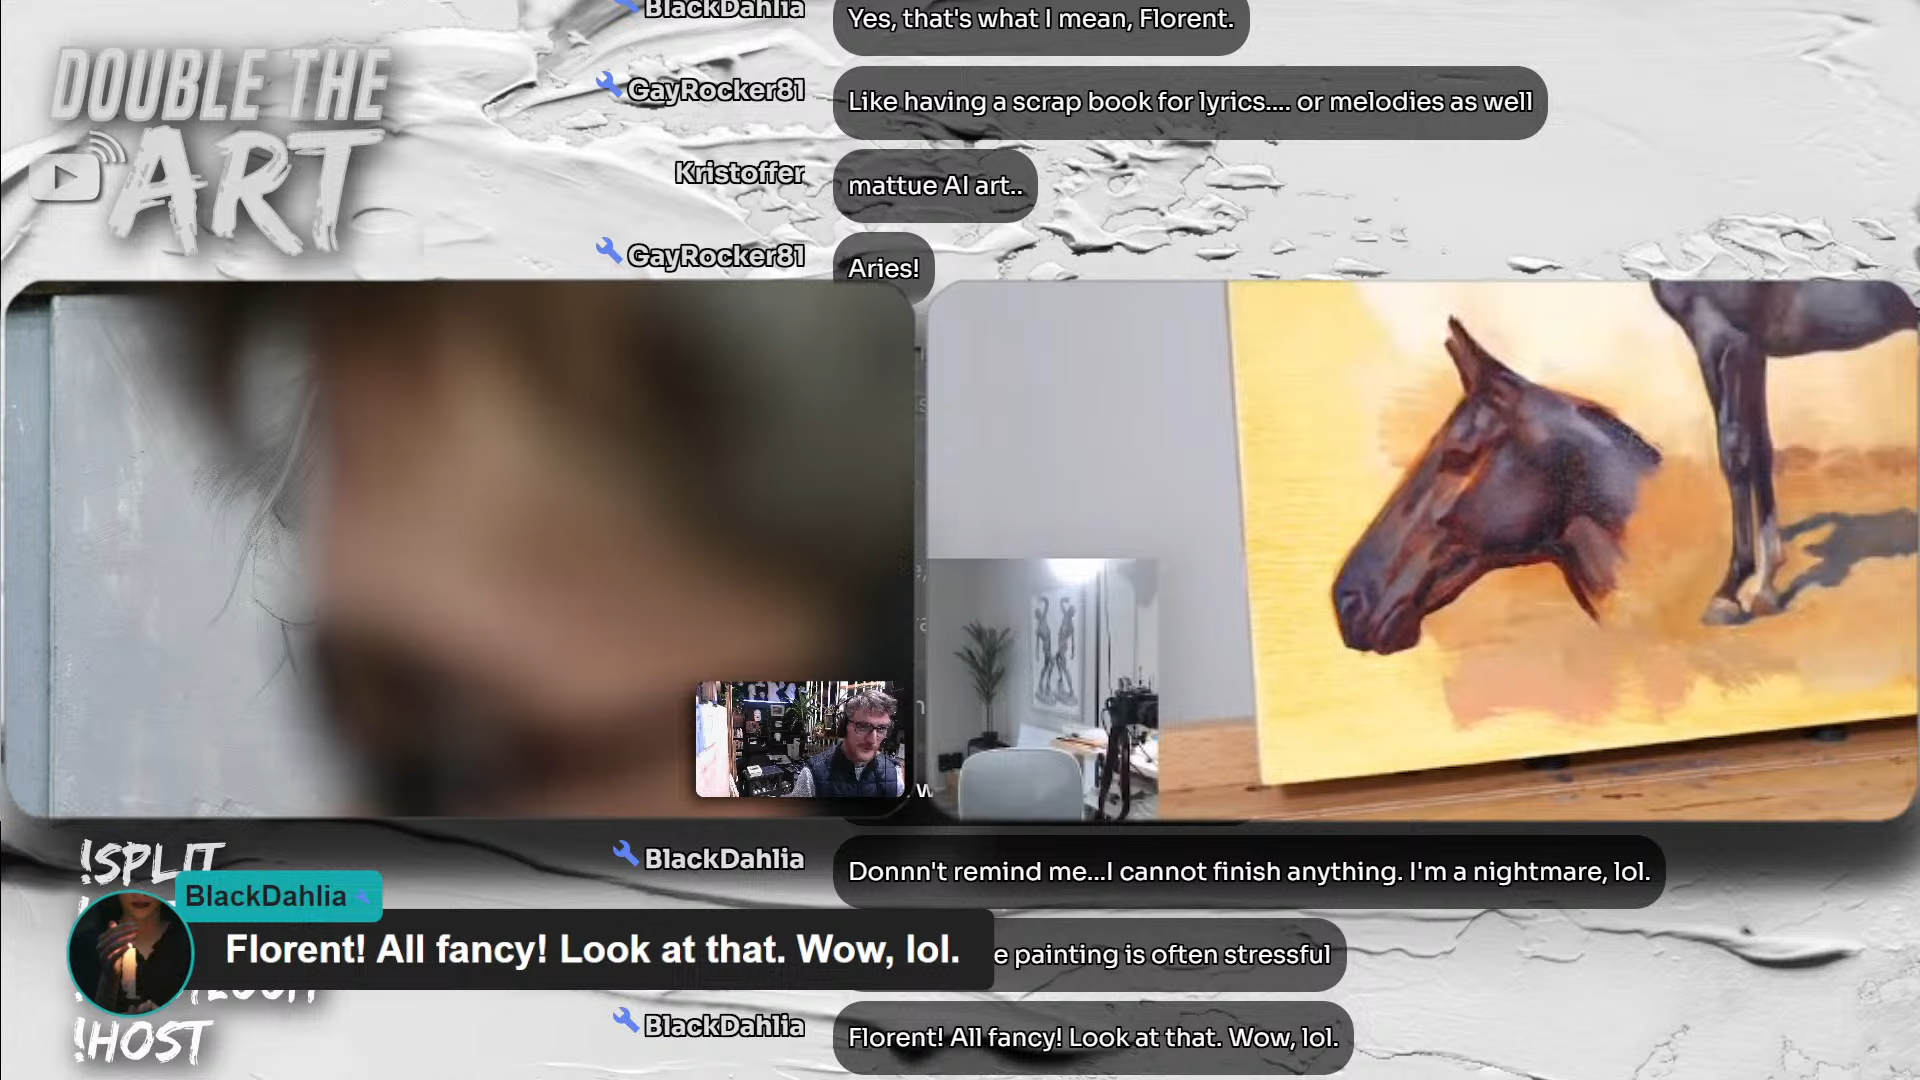 DOUBLE THE
ART
BlackDahlia
Yes, that's what I mean, Florent.
GayRocker81
Like having a scrap book for lyrics.... or melodies as well
Kristoffer
mattue AI art..
GayRocker81
Aries!
w
!SPLIT
BlackDahlia
Donnn't remind me...I cannot finish anything. I'm a nightmare, lol.
BlackDahlia
Florent! All fancy! Look at that. Wow, lol.
e painting is often stressful
!HOST
BlackDahlia
Florent! All fancy! Look at that. Wow, lol.